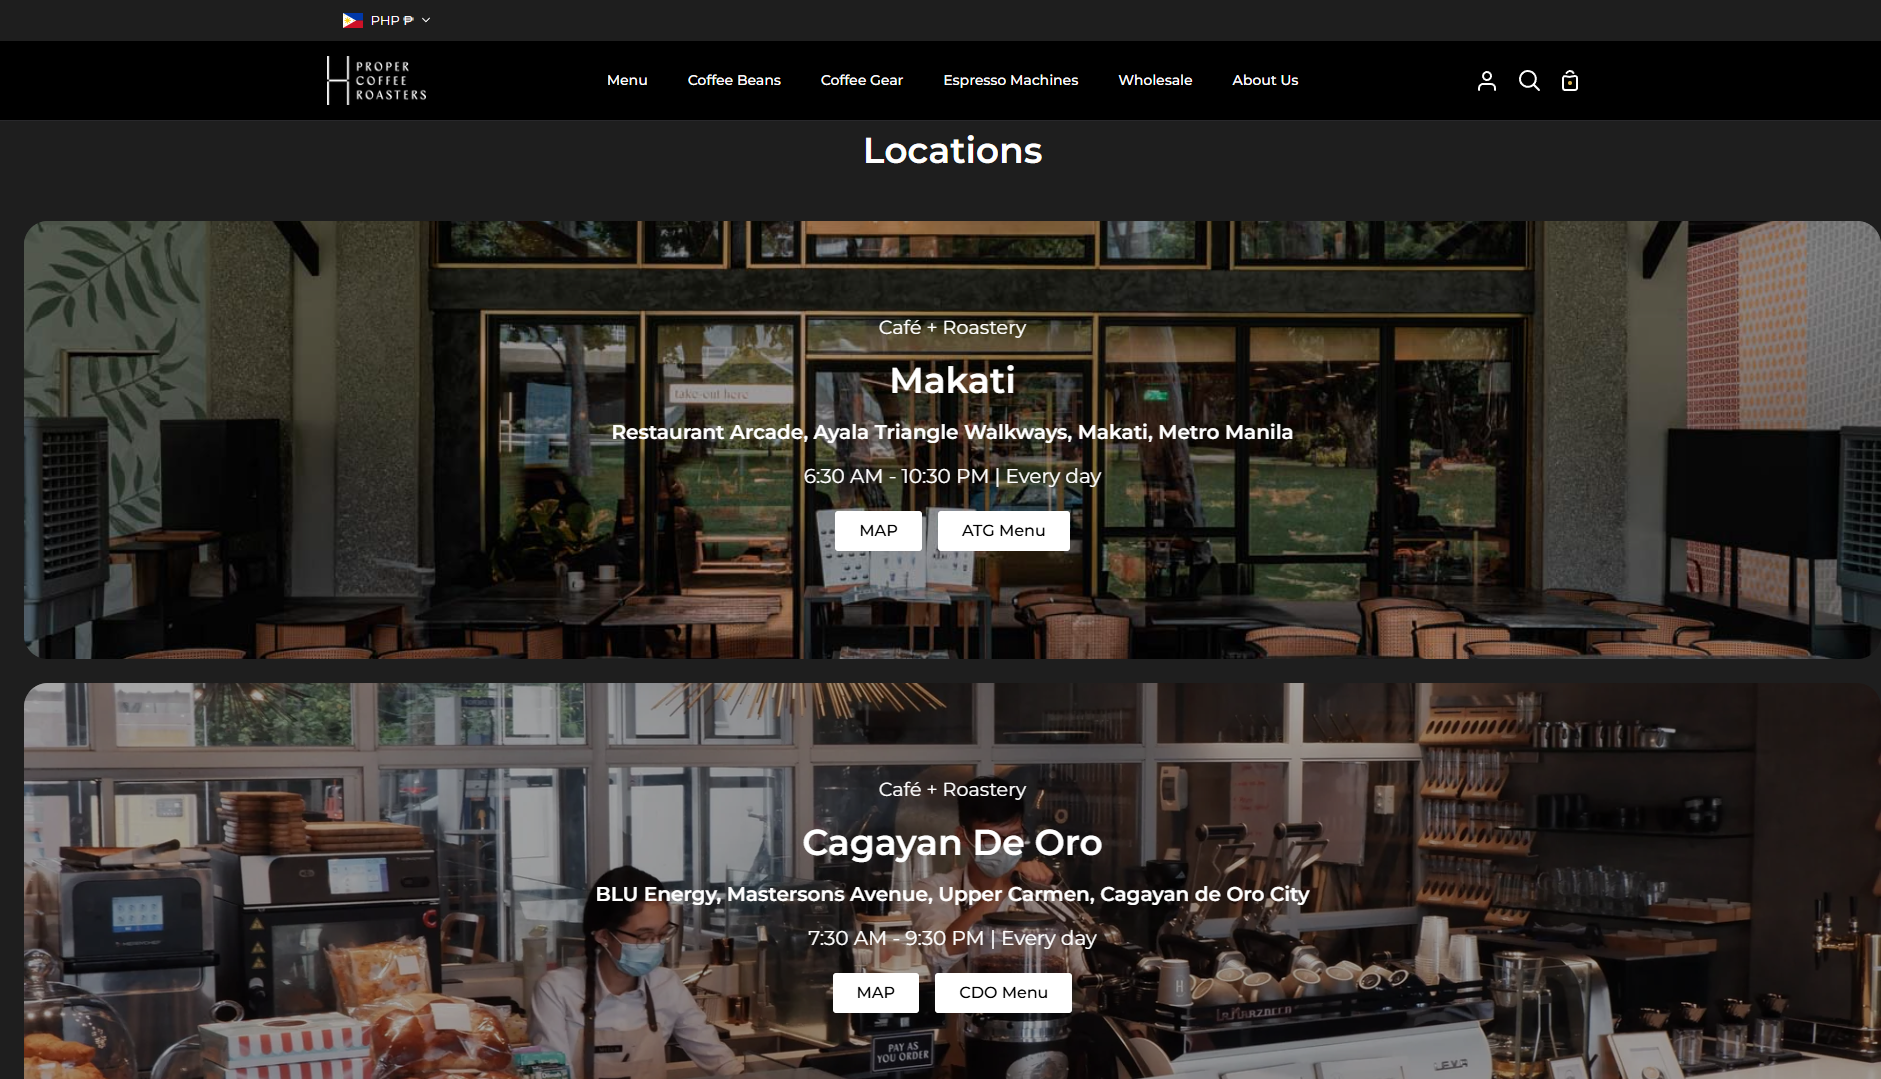 PHP ₱
H PROPER
COFFEE
ROASTERS
Menu
Coffee Beans
Coffee Gear
Espresso Machines
Wholesale
About Us
Locations
Café + Roastery
Makati
take-out here
Restaurant Arcade, Ayala Triangle Walkways, Makati, Metro Manila
6:30 AM - 10:30 PM | Every day
MAP
ATG Menu
Café + Roastery
Cagayan De Oro
BLU Energy, Mastersons Avenue, Upper Carmen, Cagayan de Oro City
7:30 AM - 9:30 PM | Every day
MAP
CDO Menu
H
PAY AS
YOU ORDER